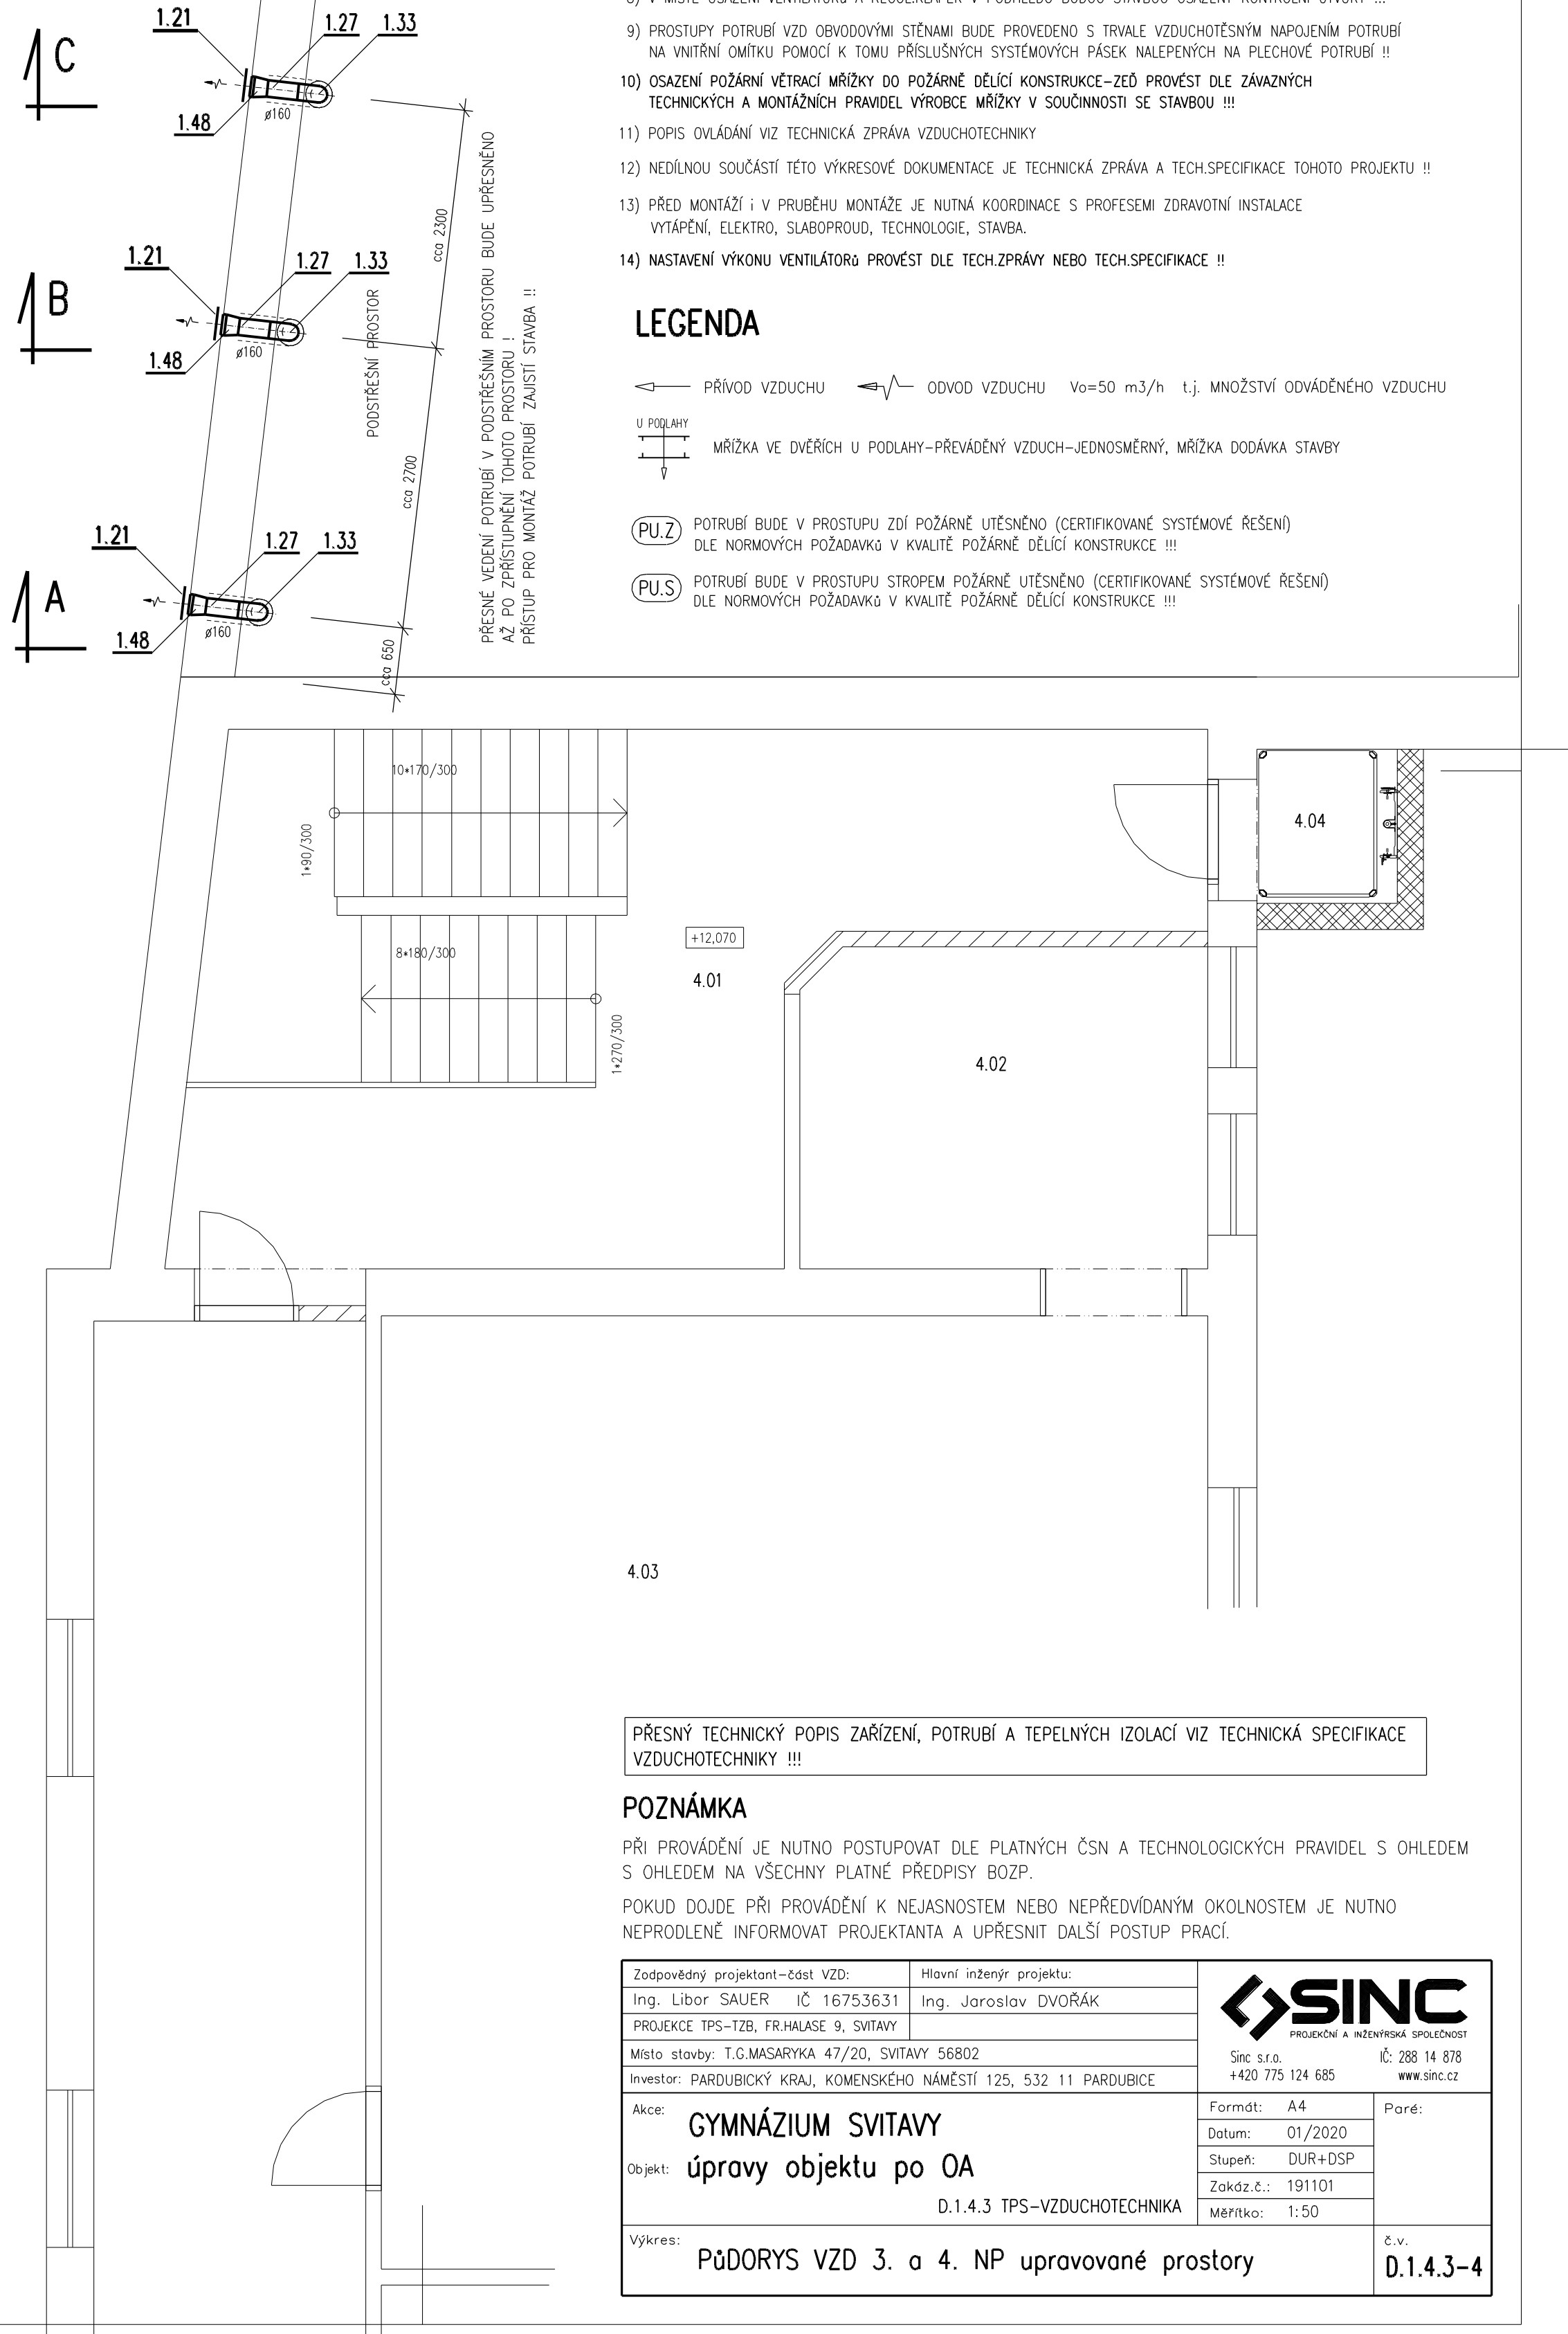 1.21
1.27
1.33
C
1.48
ø160
1.21
1.27
1.33
B
1.48
ø160
1.21
1.27
1.33
A
1.48
ø160
cca 2300
cca 2700
cca 650
PODSTŘEŠNÍ PROSTOR
PŘESNÉ VEDENÍ POTRUBÍ V PODSTŘEŠNÍM PROSTORU BUDE UPŘESNĚNO
AŽ PO ZPŘÍSTUPNĚNÍ TOHOTO PROSTORU !
PŘÍSTUP PRO MONTÁŽ POTRUBÍ ZAJISTÍ STAVBA !!
9) PROSTUPY POTRUBÍ VZD OBVODOVÝMI STĚNAMI BUDE PROVEDENO S TRVALE VZDUCHOTĚSNÝM NAPOJENÍM POTRUBÍ
NA VNITŘNÍ OMÍTKU POMOCÍ K TOMU PŘÍSLUŠNÝCH SYSTÉMOVÝCH PÁSEK NALEPENÝCH NA PLECHOVÉ POTRUBÍ !!
10) OSAZENÍ POŽÁRNÍ VĚTRACÍ MŘÍŽKY DO POŽÁRNĚ DĚLÍCÍ KONSTRUKCE-ZEĎ PROVÉST DLE ZÁVAZNÝCH
TECHNICKÝCH A MONTÁŽNÍCH PRAVIDEL VÝROBCE MŘÍŽKY V SOUČINNOSTI SE STAVBOU !!!
11) POPIS OVLÁDÁNÍ VIZ TECHNICKÁ ZPRÁVA VZDUCHOTECHNIKY
12) NEDÍLNOU SOUČÁSTÍ TÉTO VÝKRESOVÉ DOKUMENTACE JE TECHNICKÁ ZPRÁVA A TECH.SPECIFIKACE TOHOTO PROJEKTU !!
13) PŘED MONTÁŽÍ i V PRUBĚHU MONTÁŽE JE NUTNÁ KOORDINACE S PROFESEMI ZDRAVOTNÍ INSTALACE
VYTÁPĚNÍ, ELEKTRO, SLABOPROUD, TECHNOLOGIE, STAVBA.
14) NASTAVENÍ VÝKONU VENTILÁTORů PROVÉST DLE TECH.ZPRÁVY NEBO TECH.SPECIFIKACE !!
LEGENDA
PŘÍVOD VZDUCHU ODVOD VZDUCHU Vo=50 m3/h t.j. MNOŽSTVÍ ODVÁDĚNÉHO VZDUCHU
U PODLAHY
MŘÍŽKA VE DVĚŘÍCH U PODLAHY-PŘEVÁDĚNÝ VZDUCH-JEDNOSMĚRNÝ, MŘÍŽKA DODÁVKA STAVBY
PU.Z POTRUBÍ BUDE V PROSTUPU ZDÍ POŽÁRNĚ UTĚSNĚNO (CERTIFIKOVANÉ SYSTÉMOVÉ ŘEŠENÍ)
DLE NORMOVÝCH POŽADAVKů V KVALITĚ POŽÁRNĚ DĚLÍCÍ KONSTRUKCE !!!
PU.S POTRUBÍ BUDE V PROSTUPU STROPEM POŽÁRNĚ UTĚSNĚNO (CERTIFIKOVANÉ SYSTÉMOVÉ ŘEŠENÍ)
DLE NORMOVÝCH POŽADAVKů V KVALITĚ POŽÁRNĚ DĚLÍCÍ KONSTRUKCE !!!
10*170/300
1*90/300
8*180/300
1*270/300
+12,070
4.01
4.02
4.04
4.03
PŘESNÝ TECHNICKÝ POPIS ZAŘÍZENÍ, POTRUBÍ A TEPELNÝCH IZOLACÍ VIZ TECHNICKÁ SPECIFIKACE
VZDUCHOTECHNIKY !!!
POZNÁMKA
PŘI PROVÁDĚNÍ JE NUTNO POSTUPOVAT DLE PLATNÝCH ČSN A TECHNOLOGICKÝCH PRAVIDEL S OHLEDEM
S OHLEDEM NA VŠECHNY PLATNÉ PŘEDPISY BOZP.
POKUD DOJDE PŘI PROVÁDĚNÍ K NEJASNOSTEM NEBO NEPŘEDVÍDANÝM OKOLNOSTEM JE NUTNO
NEPRODLENĚ INFORMOVAT PROJEKTANTA A UPŘESNIT DALŠÍ POSTUP PRACÍ.
Zodpovědný projektant-část VZD: Hlavní inženýr projektu:
Ing. Libor SAUER IČ 16753631 Ing. Jaroslav DVOŘÁK
PROJEKCE TPS-TZB, FR.HALASE 9, SVITAVY
Místo stavby: T.G.MASARYKA 47/20, SVITAVY 56802
Investor: PARDUBICKÝ KRAJ, KOMENSKÉHO NÁMĚSTÍ 125, 532 11 PARDUBICE
SINC
PROJEKČNÍ A INŽENÝRSKÁ SPOLEČNOST
Sinc s.r.o. IČ: 288 14 878
+420 775 124 685 www.sinc.cz
Akce: GYMNÁZIUM SVITAVY
Objekt: úpravy objektu po OA
D.1.4.3 TPS-VZDUCHOTECHNIKA
Formát: A4
Datum: 01/2020
Stupeň: DUR+DSP
Zakáz.č.: 191101
Měřítko: 1:50
Paré:
Výkres: PůDORYS VZD 3. a 4. NP upravované prostory
č.v.
D.1.4.3-4